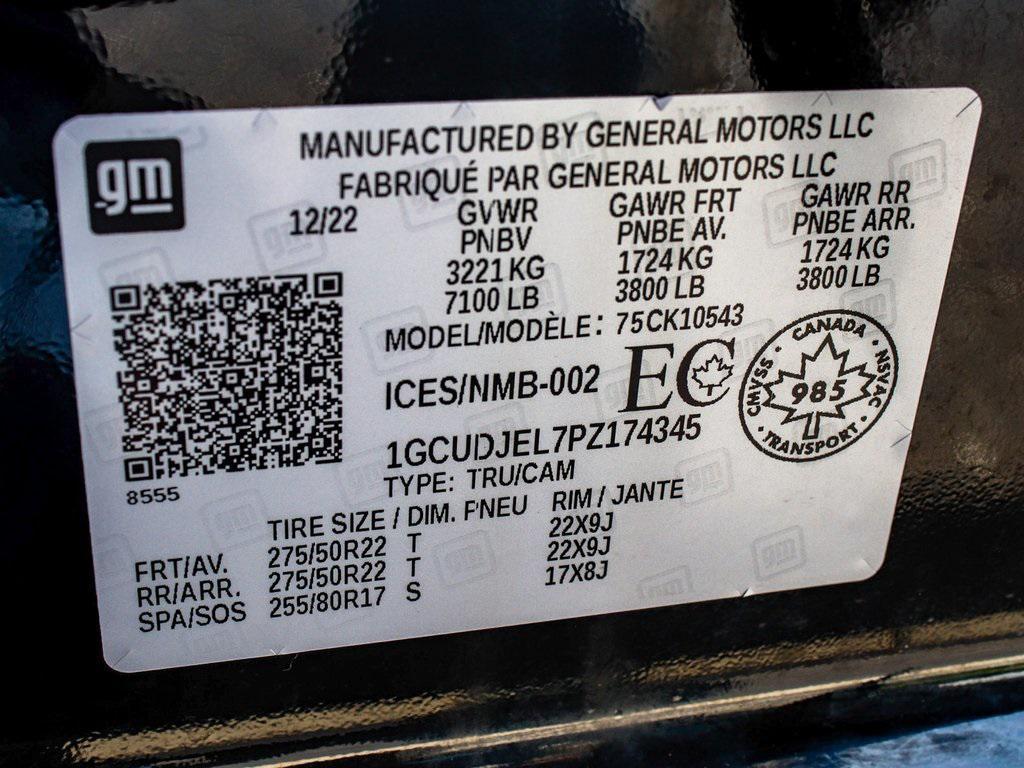 gm
MANUFACTURED BY GENERAL MOTORS LLC
FABRIQUÉ PAR GENERAL MOTORS LLC
12/22 GVWR GAWR FRT GAWR RR
PNBV PNBE AV. PNBE ARR.
3221 KG 1724 KG 1724 KG
7100 LB 3800 LB 3800 LB
MODEL/MODÈLE: 75CK10543
ICES/NMB-002 EC
CANADA
CMVSS 985 NSVAC
TRANSPORT
1GCUDJEL7PZ174345
TYPE: TRU/CAM
8555
TIRE SIZE / DIM. PNEU RIM / JANTE
FRT/AV. 275/50R22 T 22X9J
RR/ARR. 275/50R22 T 22X9J
SPA/SOS 255/80R17 S 17X8J